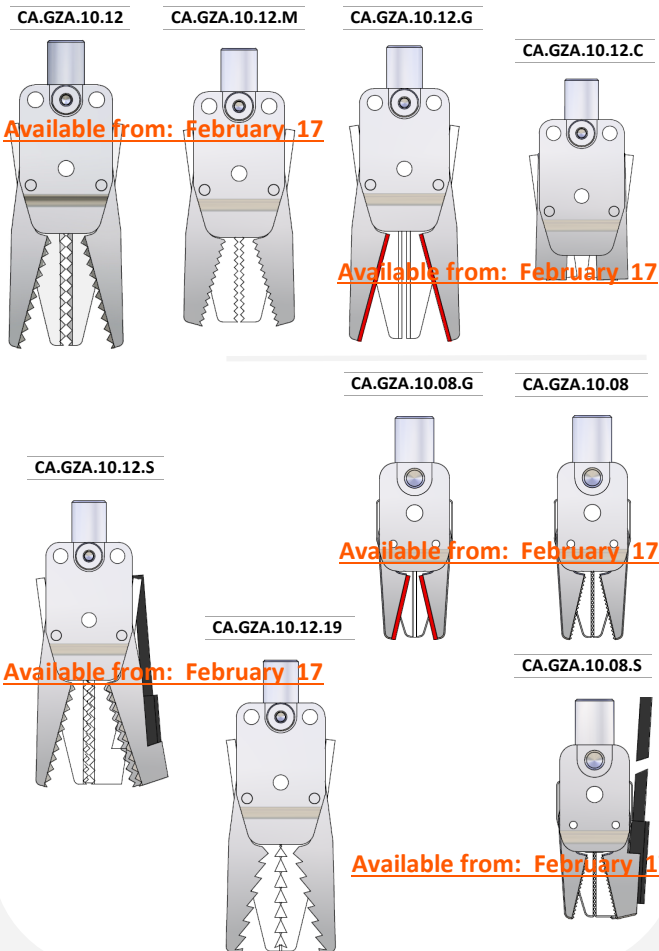 CA.GZA.10.12
CA.GZA.10.12.M
CA.GZA.10.12.G
CA.GZA.10.12.C
Available from: February 17
Available from: February 17
CA.GZA.10.08.G
CA.GZA.10.08
CA.GZA.10.12.S
Available from: February 17
CA.GZA.10.12.19
Available from: February 17
CA.GZA.10.08.S
Available from: February 1